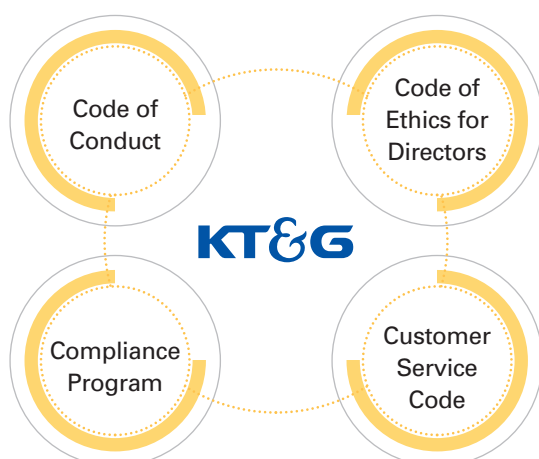 Code of
Conduct
Code of
Ethics for
Directors
KT&G
Compliance
Program
Customer
Service
Code